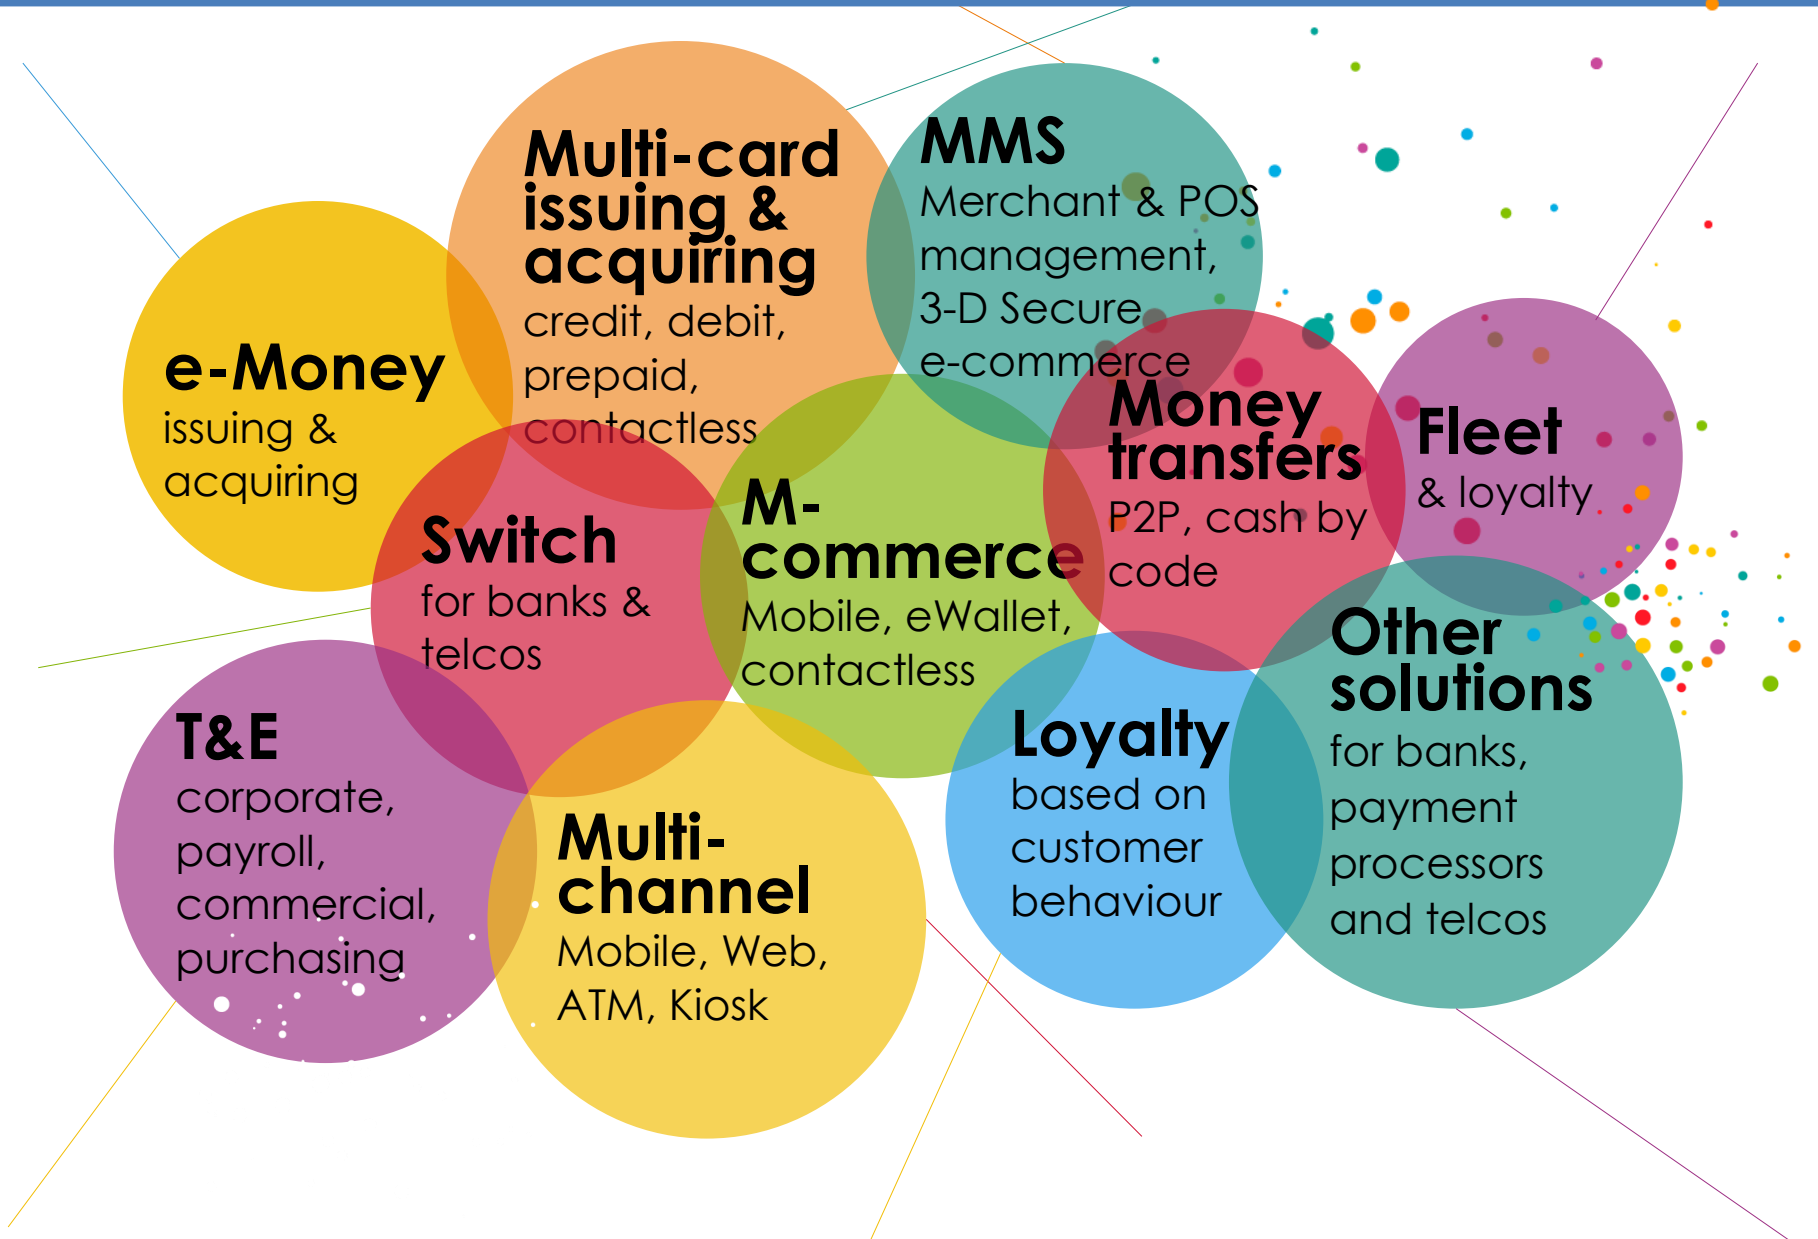 Multi-card
issuing &
acquiring
credit, debit,
prepaid,
contactless
MMS
Merchant & POS
management,
3-D Secure
e-commerce
e-Money
issuing &
acquiring
Switch
for banks &
telcos
M-
commerce
Mobile, eWallet,
contactless
Money
transfers
P2P, cash by
code
Fleet
& loyalty
T&E
corporate,
payroll,
commercial,
purchasing
Multi-
channel
Mobile, Web,
ATM, Kiosk
Loyalty
based on
customer
behaviour
Other
solutions
for banks,
payment
processors
and telcos